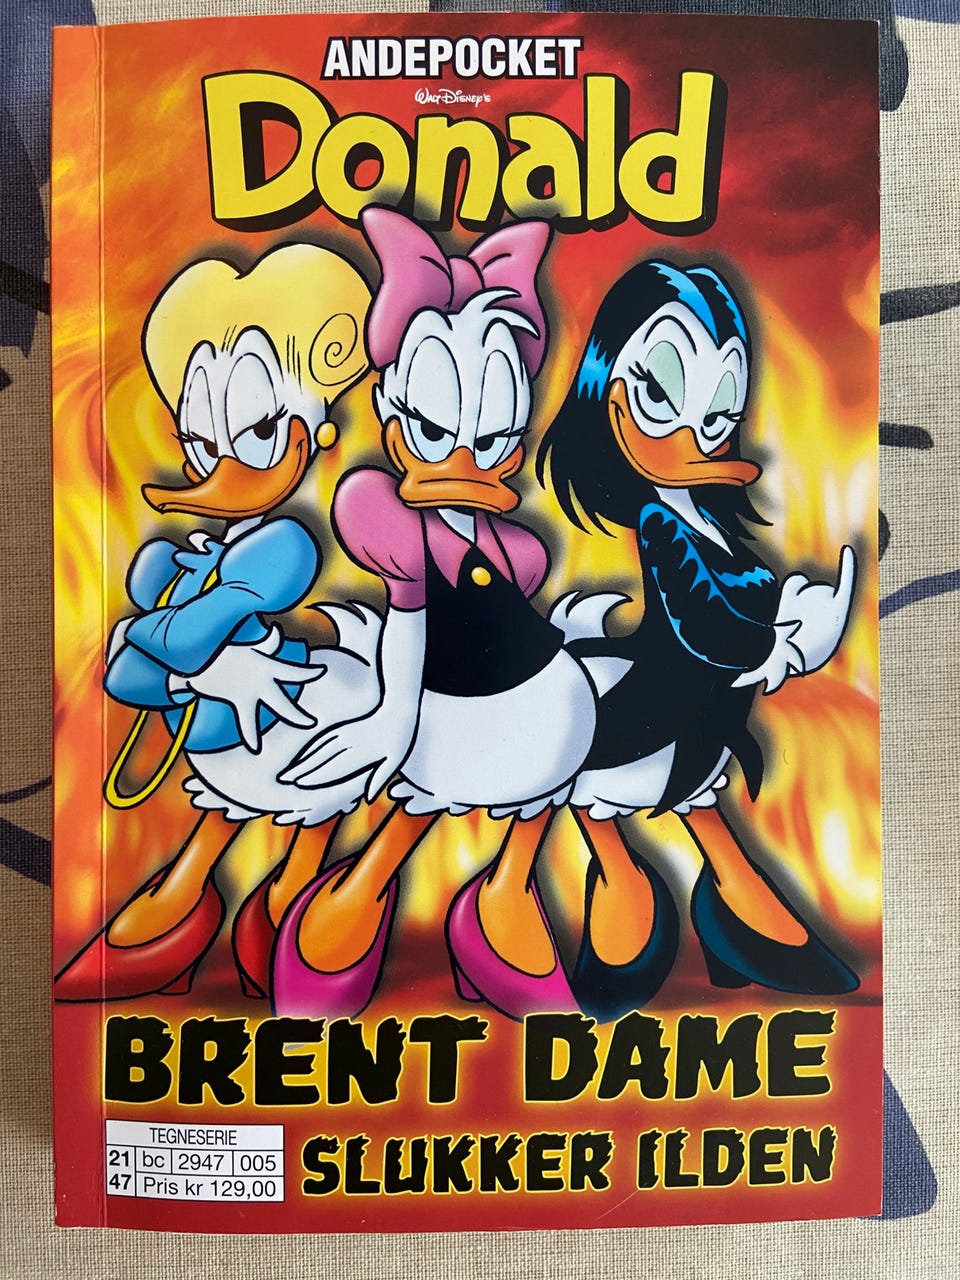 ANDEPOCKET
WALT DISNEY'S
Donald
BRENT DAME
SLUKKER ILDEN
TEGNESERIE
21 bc 2947 005
47 Pris kr 129,00